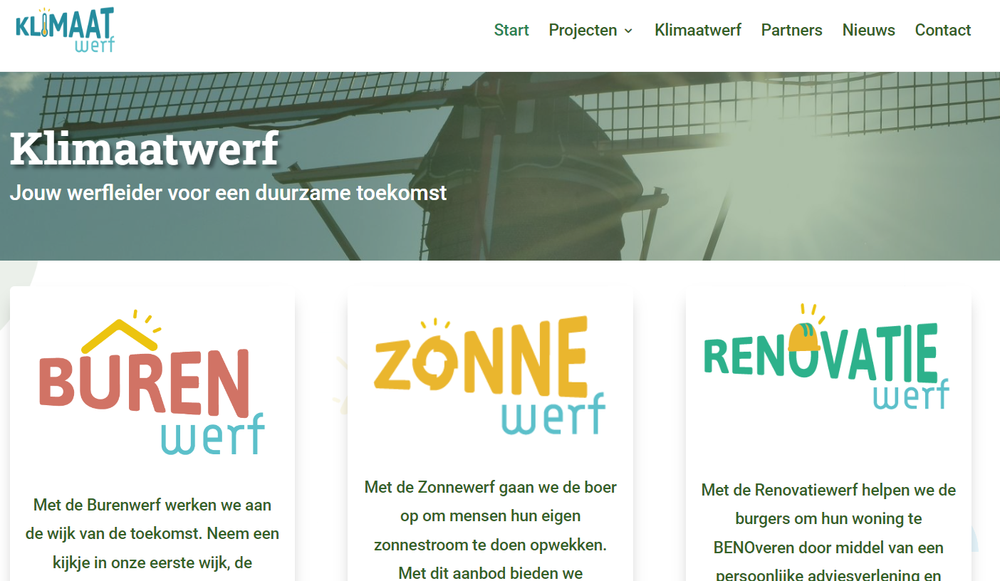 KLIMAAT
werf
Start Projecten Klimaatwerf Partners Nieuws Contact
Klimaatwerf
Jouw werfleider voor een duurzame toekomst
BUREN
werf
Met de Burenwerf werken we aan
de wijk van de toekomst. Neem een
kijkje in onze eerste wijk, de
ZONNE
werf
Met de Zonnewerf gaan we de boer
op om mensen hun eigen
zonnestroom te doen opwekken.
Met dit aanbod bieden we
RENOVATIE
werf
Met de Renovatiewerf helpen we de
burgers om hun woning te
BENOveren door middel van een
persoonlijke adviesverlening en